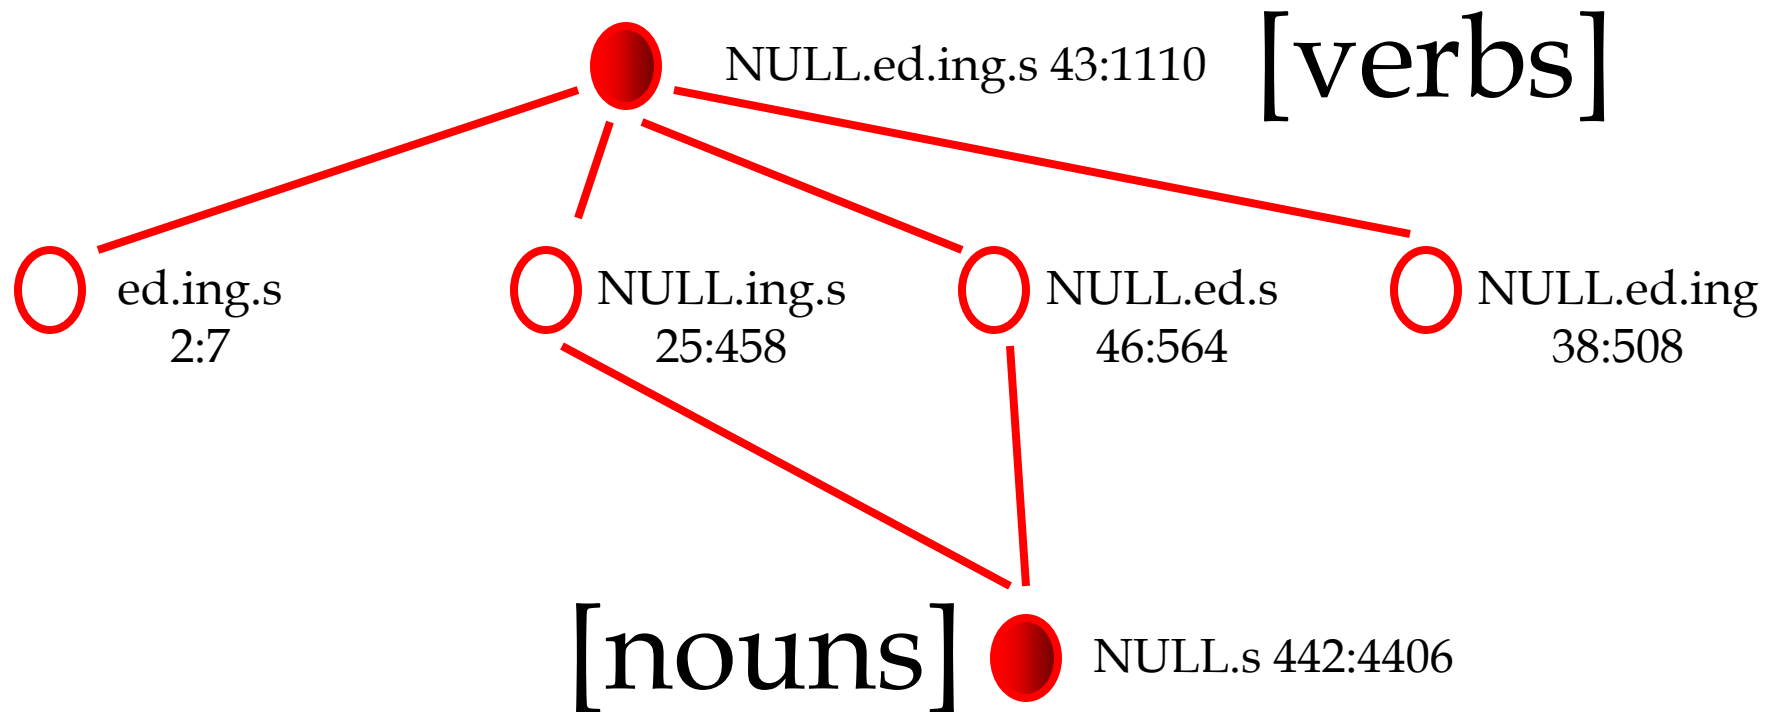 NULL.ed.ing.s 43:1110 [verbs]
ed.ing.s
2:7
NULL.ing.s
25:458
NULL.ed.s
46:564
NULL.ed.ing
38:508
[nouns] NULL.s 442:4406